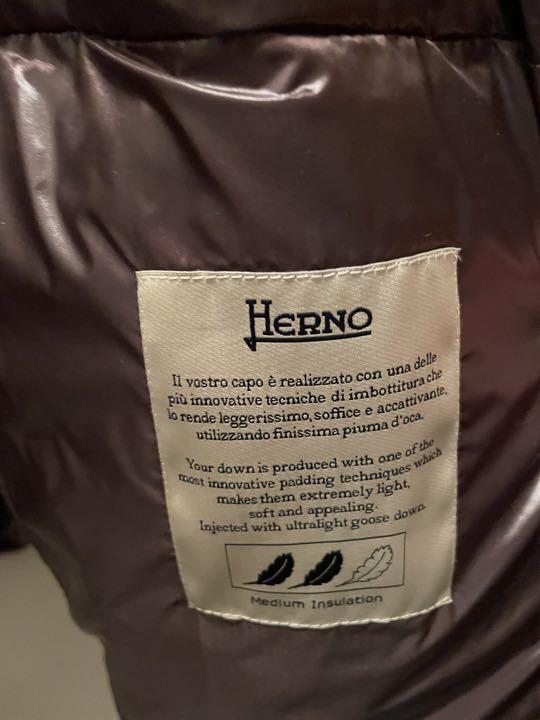 HERNO
Il vostro capo è realizzato con una delle
più innovative tecniche di imbottitura che
lo rende leggerissimo, soffice e accattivante,
utilizzando finissima piuma d'oca.
Your down is produced with one of the
most innovative padding techniques which
makes them extremely light,
soft and appealing.
Injected with ultralight goose down.
Medium Insulation